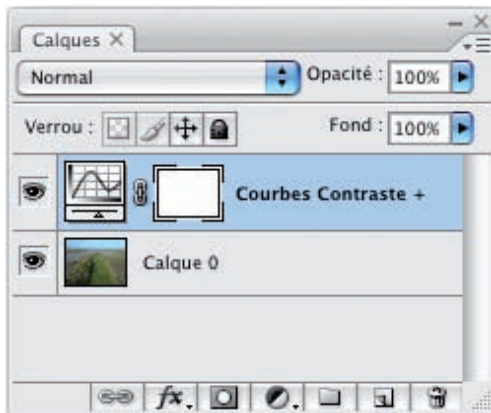 Calques
Normal Opacité : 100%
Verrou : Fond : 100%
Courbes Contraste +
Calque 0
fx.